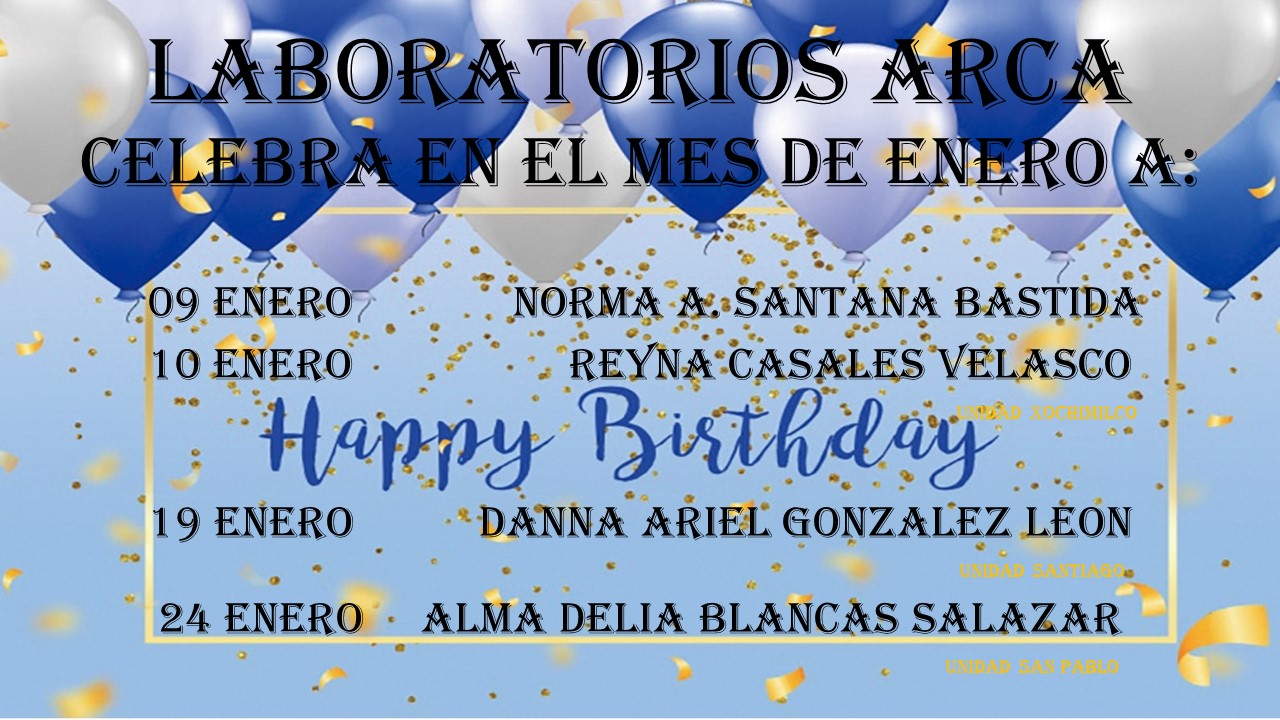 LABORATORIOS ARCA
CELEBRA EN EL MES DE ENERO A:
09 ENERO NORMA A. SANTANA BASTIDA
10 ENERO REYNA CASALES VELASCO
UNIDAD XOCHIMILCO
Happy Birthday
19 ENERO DANNA ARIEL GONZALEZ LEON
UNIDAD SANTIAGO
24 ENERO ALMA DELIA BLANCAS SALAZAR
UNIDAD SAN PABLO